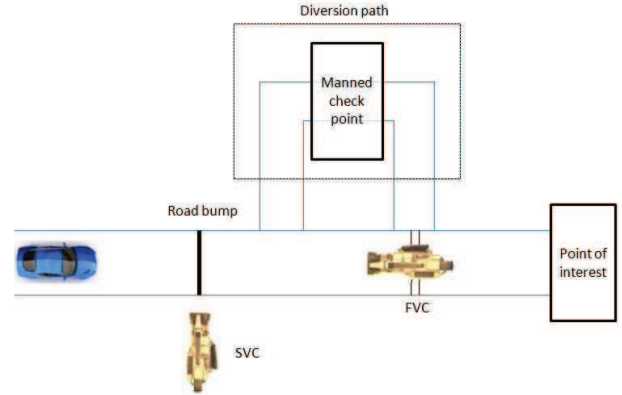 Diversion path
Manned
check
point
Road bump
Point of
interest
FVC
SVC